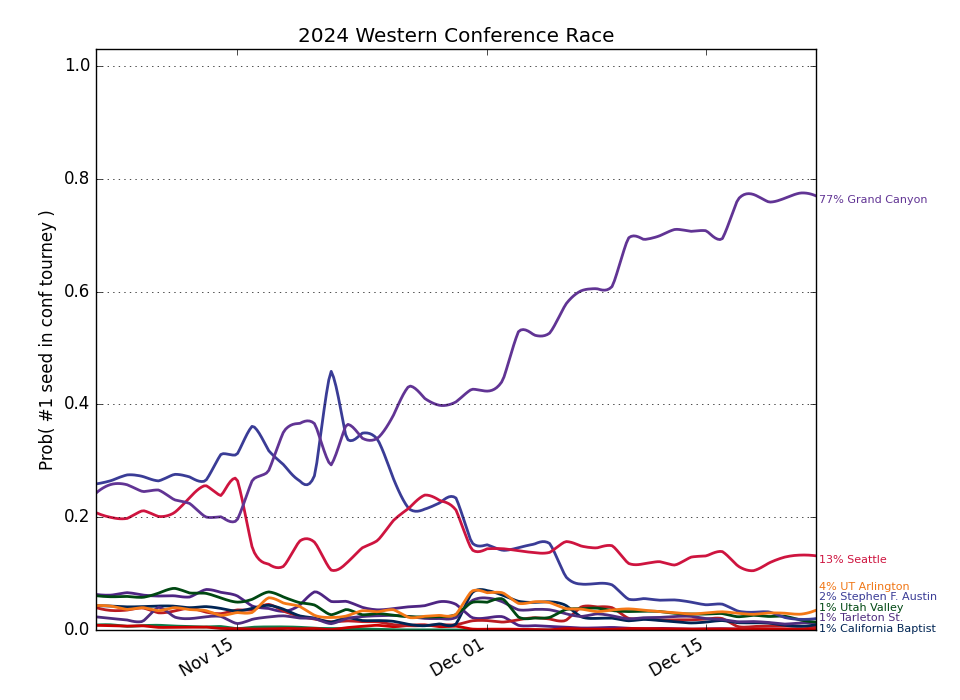 2024 Western Conference Race
Prob( #1 seed in conf tourney )
1.0
0.8
0.6
0.4
0.2
0.0
Nov 15
Dec 01
Dec 15
77% Grand Canyon
13% Seattle
4% UT Arlington
2% Stephen F. Austin
1% Utah Valley
1% Tarleton St.
1% California Baptist